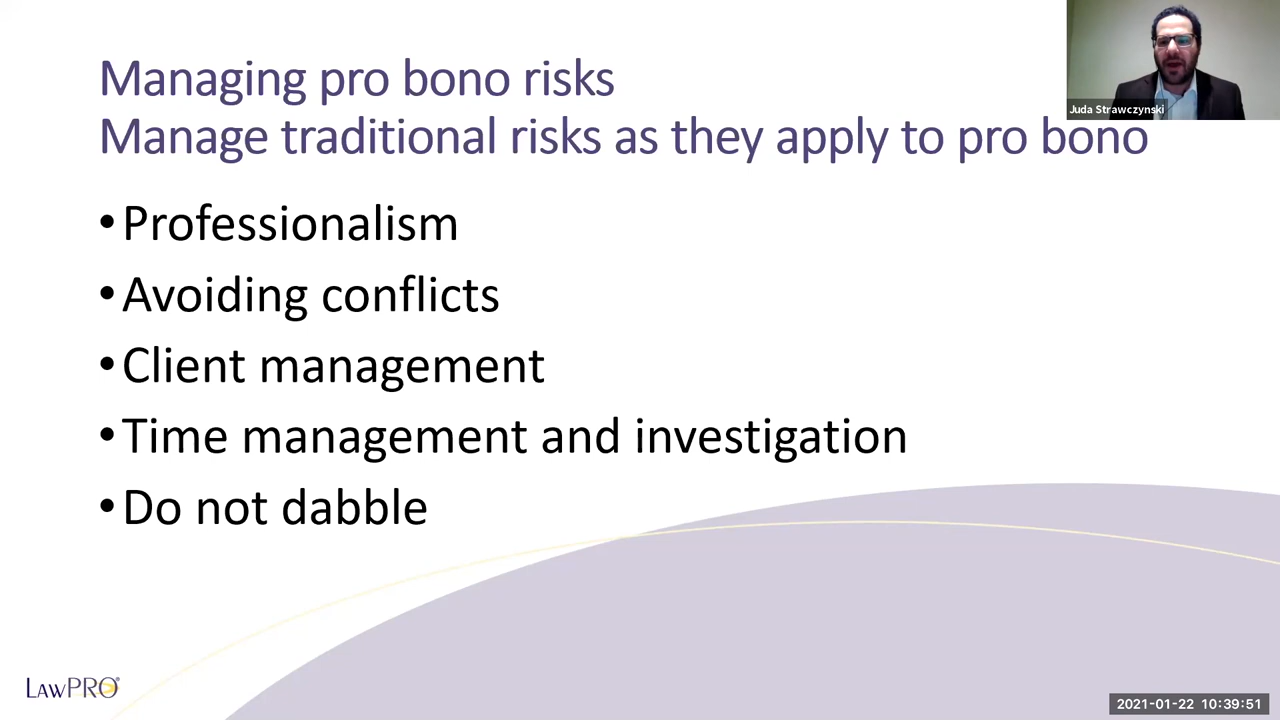 Managing pro bono risks
Manage traditional risks as they apply to pro bono
Juda Strawczynski
•Professionalism
•Avoiding conflicts
•Client management
•Time management and investigation
•Do not dabble
LAWPRO®
2021-01-22 10:39:51